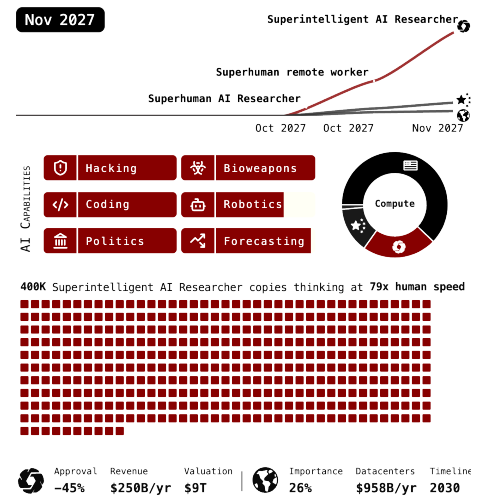 Nov 2027
Superintelligent AI Researcher
Superhuman remote worker
Superhuman AI Researcher
Oct 2027 Oct 2027 Nov 2027
AI Capabilities
Hacking Bioweapons
Coding Robotics
Politics Forecasting
Compute
400K Superintelligent AI Researcher copies thinking at 79x human speed
Approval Revenue Valuation Importance Datacenters Timeline
-45% $250B/yr $9T 26% $958B/yr 2030